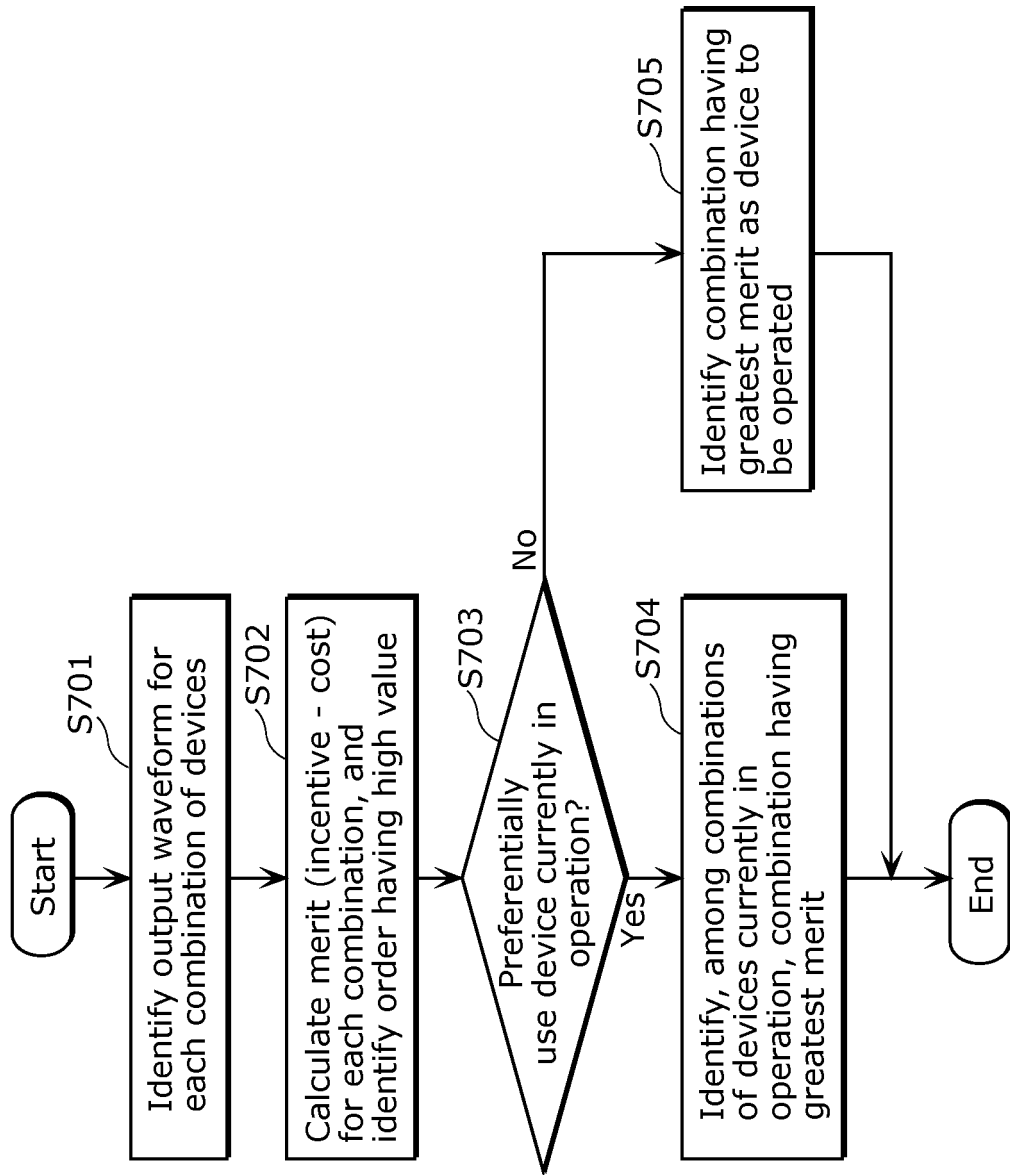 Start
S701
Identify output waveform for
each combination of devices
S702
Calculate merit (incentive - cost)
for each combination, and
identify order having high value
S703
Preferentially
use device currently in
operation?
No
Yes
S704
Identify, among combinations
of devices currently in
operation, combination having
greatest merit
S705
Identify combination having
greatest merit as device to
be operated
End